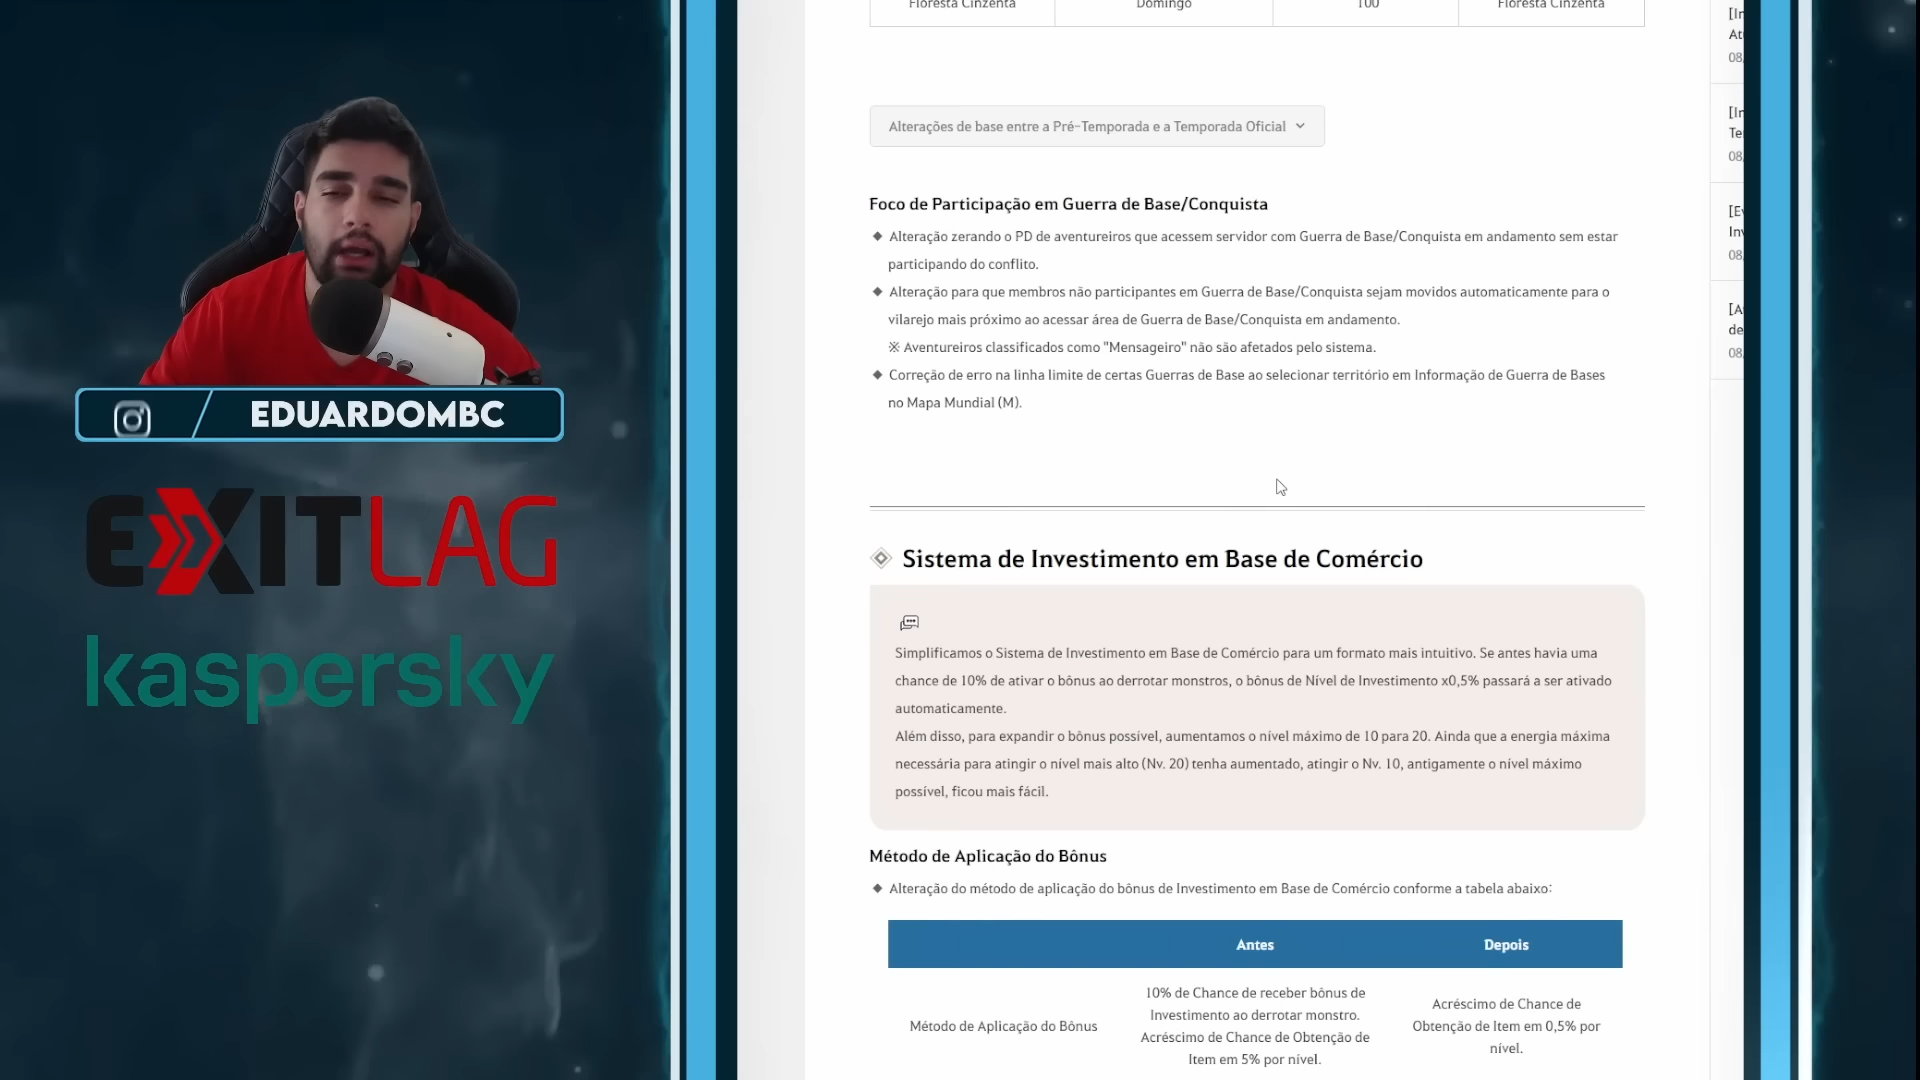 Floresta Cinzenta
Domingo
100
Floresta Cinzenta
Alterações de base entre a Pré-Temporada e a Temporada Oficial
Foco de Participação em Guerra de Base/Conquista
◆ Alteração zerando o PD de aventureiros que acessem servidor com Guerra de Base/Conquista em andamento sem estar
participando do conflito.
◆ Alteração para que membros não participantes em Guerra de Base/Conquista sejam movidos automaticamente para o
vilarejo mais próximo ao acessar área de Guerra de Base/Conquista em andamento.
※ Aventureiros classificados como "Mensageiro" não são afetados pelo sistema.
◆ Correção de erro na linha limite de certas Guerras de Base ao selecionar território em Informação de Guerra de Bases
no Mapa Mundial (M).
Sistema de Investimento em Base de Comércio
Simplificamos o Sistema de Investimento em Base de Comércio para um formato mais intuitivo. Se antes havia uma
chance de 10% de ativar o bônus ao derrotar monstros, o bônus de Nível de Investimento x0,5% passará a ser ativado
automaticamente.
Além disso, para expandir o bônus possível, aumentamos o nível máximo de 10 para 20. Ainda que a energia máxima
necessária para atingir o nível mais alto (Nv. 20) tenha aumentado, atingir o Nv. 10, antigamente o nível máximo
possível, ficou mais fácil.
Método de Aplicação do Bônus
◆ Alteração do método de aplicação do bônus de Investimento em Base de Comércio conforme a tabela abaixo:
Antes
Depois
Método de Aplicação do Bônus
10% de Chance de receber bônus de
Investimento ao derrotar monstro.
Acréscimo de Chance de Obtenção de
Item em 5% por nível.
Acréscimo de Chance de
Obtenção de Item em 0,5% por
nível.
EDUARDOMBC
EXITLAG
kaspersky
[In
08
[In
Te
08
[Ev
Inv
08
[A
de
08